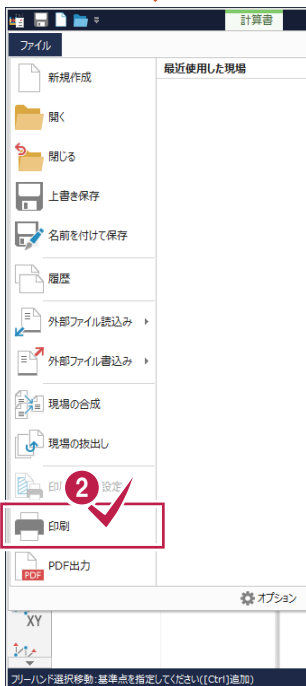 計算書
ファイル
最近使用した現場
新規作成
開く
閉じる
上書き保存
名前を付けて保存
履歴
外部ファイル読込み
外部ファイル書込み
現場の合成
現場の抜出し
2
設定
印刷
PDF
PDF出力
オプション
XY
フリーハンド選択移動:基準点を指定してください([Ctrl]追加)